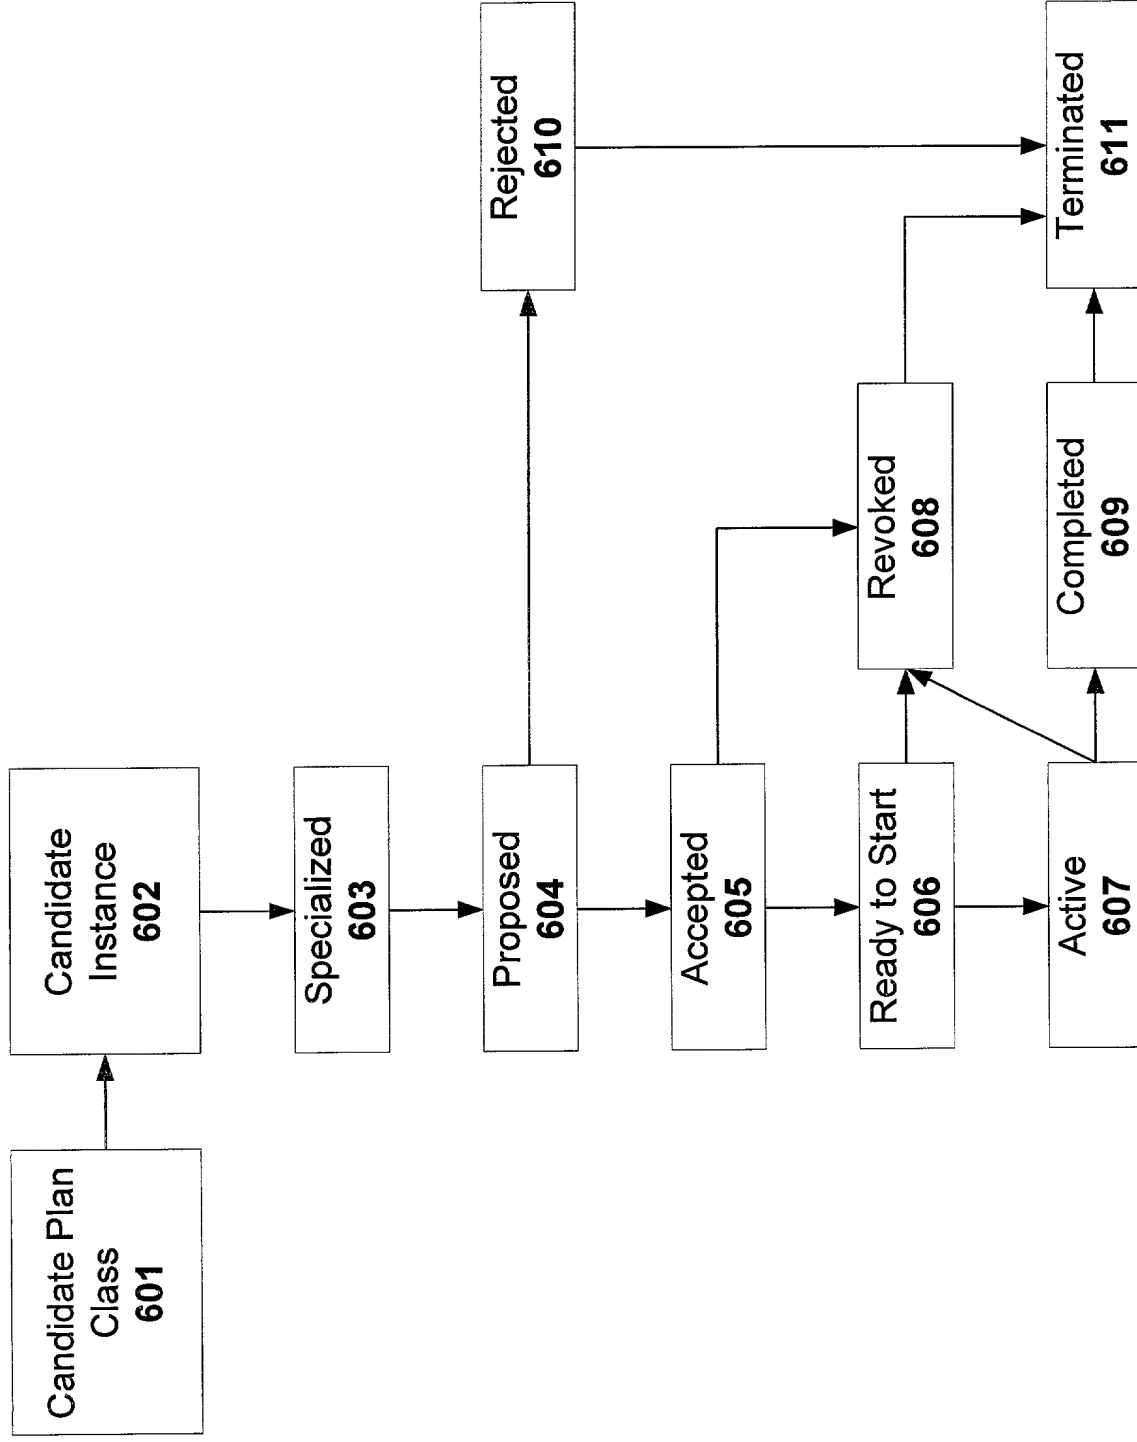 Candidate Plan
Class
601
Candidate
Instance
602
Specialized
603
Proposed
604
Accepted
605
Ready to Start
606
Active
607
Revoked
608
Completed
609
Rejected
610
Terminated
611